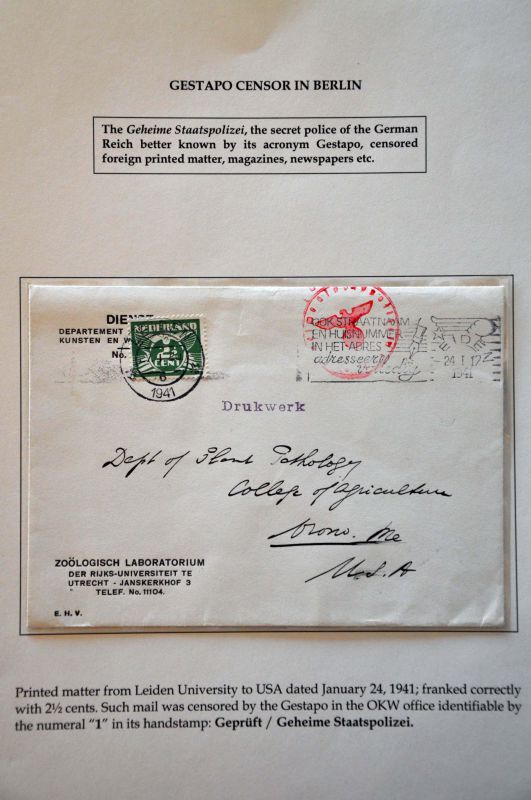 GESTAPO CENSOR IN BERLIN
The Geheime Staatspolizei, the secret police of the German
Reich better known by its acronym Gestapo, censored
foreign printed matter, magazines, newspapers etc.
DIENST
DEPARTEMENT
KUNSTEN EN W
No.
NEDERLAND
CENT
1941
OOK STRAATNAAM
EN HUISNUMMER
IN HET ADRES
adresseert
volledig
24.I 17
1941
Drukwerk
Dept of Plant Pathology
College of Agriculture
Orono. Me
U.S.A
ZOÖLOGISCH LABORATORIUM
DER RIJKS-UNIVERSITEIT TE
UTRECHT - JANSKERKHOF 3
TELEF. No. 11104.
E. H. V.
Printed matter from Leiden University to USA dated January 24, 1941; franked correctly
with 2½ cents. Such mail was censored by the Gestapo in the OKW office identifiable by
the numeral "1" in its handstamp: Geprüft / Geheime Staatspolizei.